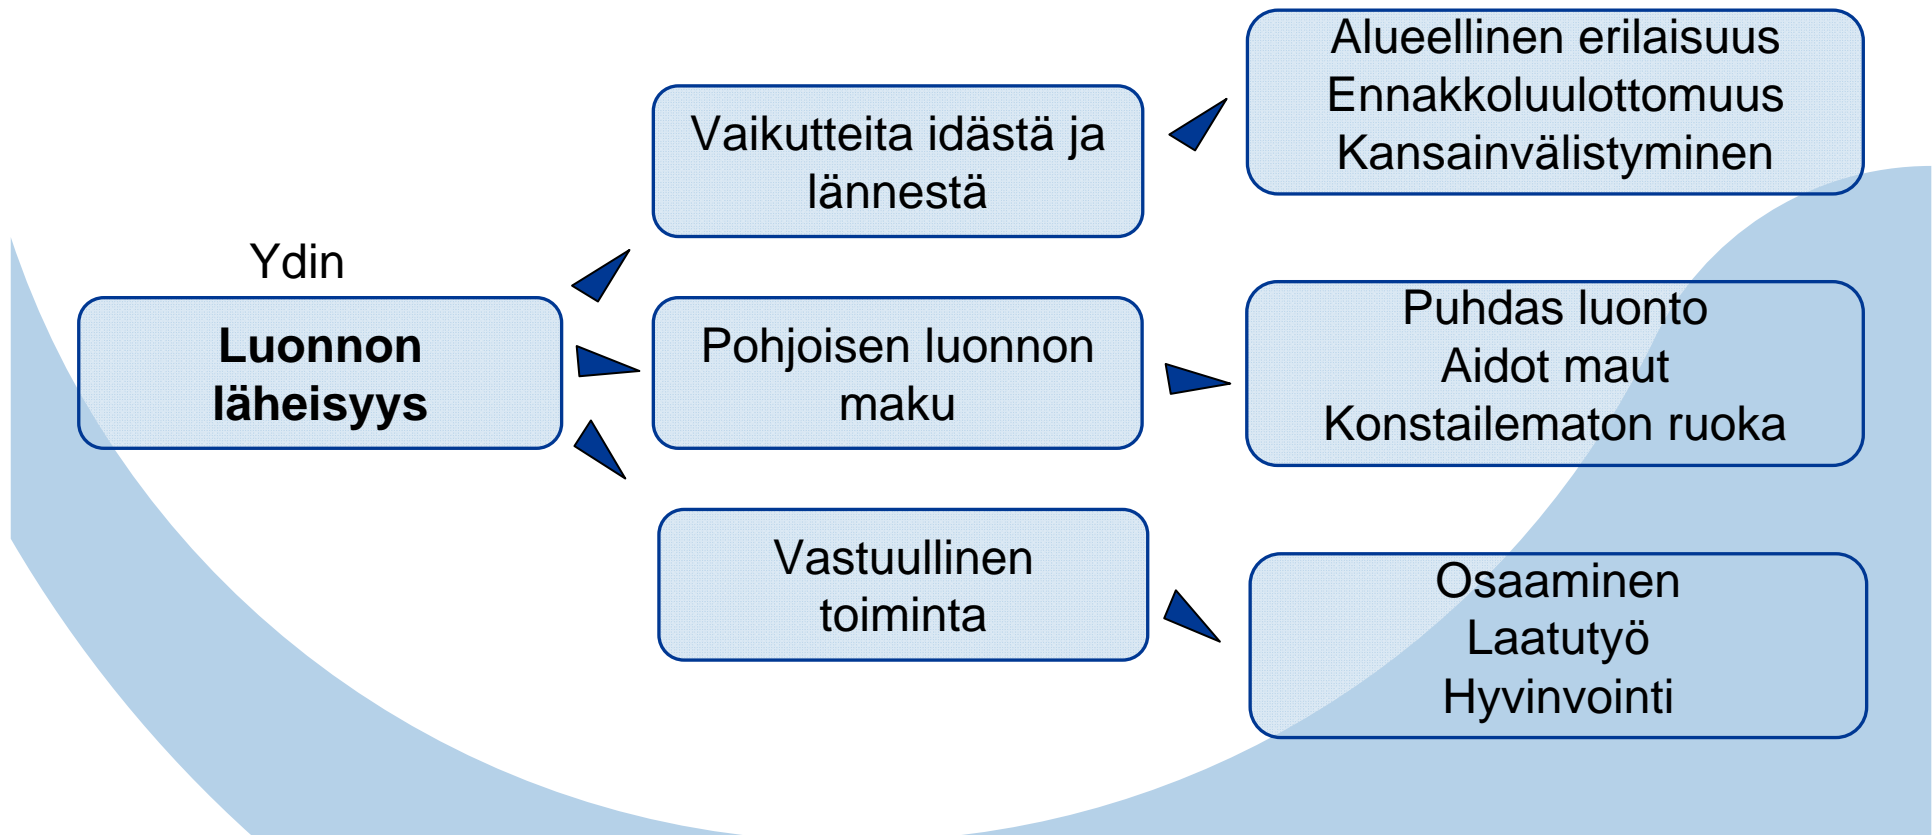 Ydin
Luonnon
läheisyys
Vaikutteita idästä ja
lännestä
Alueellinen erilaisuus
Ennakkoluulottomuus
Kansainvälistyminen
Pohjoisen luonnon
maku
Puhdas luonto
Aidot maut
Konstailematon ruoka
Vastuullinen
toiminta
Osaaminen
Laatutyö
Hyvinvointi